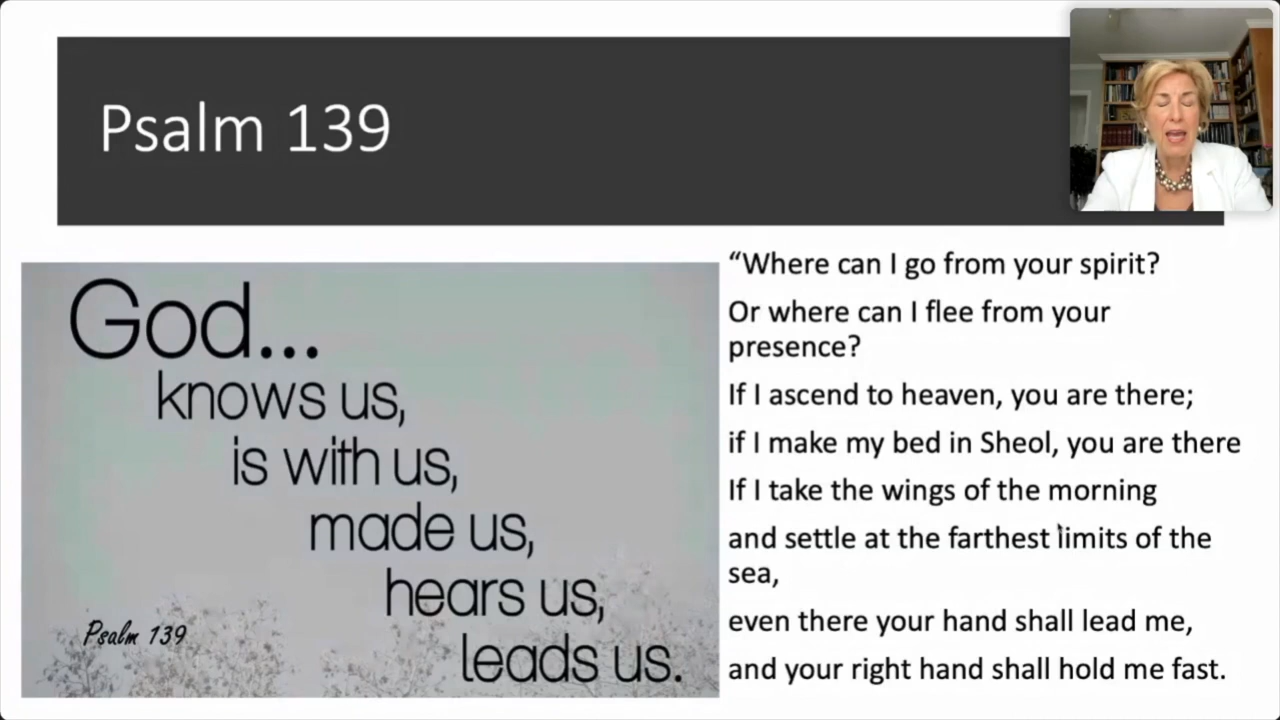 Psalm 139
God...
knows us,
is with us,
made us,
hears us,
leads us.
Psalm 139
“Where can I go from your spirit?
Or where can I flee from your
presence?
If I ascend to heaven, you are there;
if I make my bed in Sheol, you are there
If I take the wings of the morning
and settle at the farthest limits of the
sea,
even there your hand shall lead me,
and your right hand shall hold me fast.